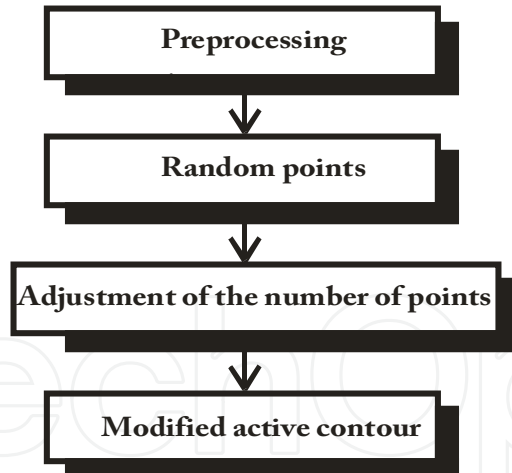 Preprocessing
Random points
Adjustment of the number of points
Modified active contour